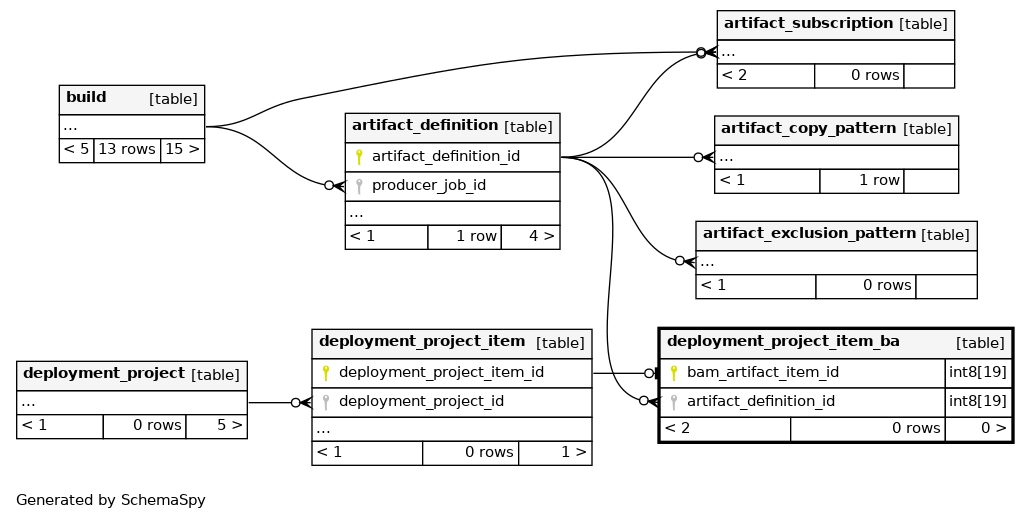 artifact_subscription [table]
...
< 2 0 rows
build [table]
...
< 5 13 rows 15 >
artifact_definition [table]
artifact_definition_id
producer_job_id
...
< 1 1 row 4 >
artifact_copy_pattern [table]
...
< 1 1 row
artifact_exclusion_pattern [table]
...
< 1 0 rows
deployment_project [table]
...
< 1 0 rows 5 >
deployment_project_item [table]
deployment_project_item_id
deployment_project_id
...
< 1 0 rows 1 >
deployment_project_item_ba [table]
bam_artifact_item_id int8[19]
artifact_definition_id int8[19]
< 2 0 rows 0 >
Generated by SchemaSpy